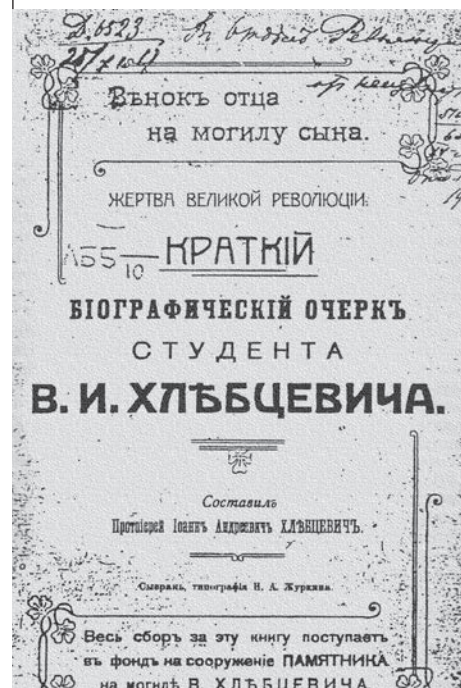 Д. 6523
Вѣнокъ отца
на могилу сына.
ЖЕРТВА ВЕЛИКОЙ РЕВОЛЮЦІИ.
КРАТКІЙ
БІОГРАФИЧЕСКІЙ ОЧЕРКЪ
СТУДЕНТА
В. И. ХЛѢБЦЕВИЧА.
Составилъ
Протоіерей Іоаннъ Андреевичъ ХЛѢБЦЕВИЧЪ.
Сызрань, типографія Н. А. Журкина.
Весь сборъ за эту книгу поступаетъ
въ фондъ на сооруженіе ПАМЯТНИКА
на могилѣ В. ХЛѢБЦЕВИЧА